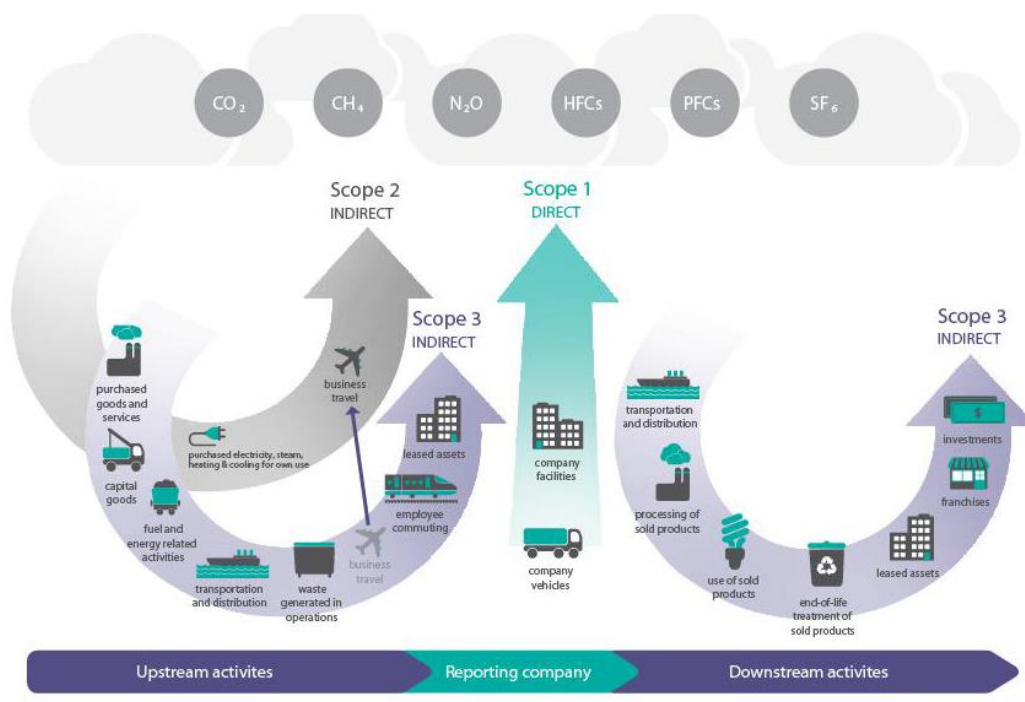 CO₂
CH₄
N₂O
HFCs
PFCs
SF₆
Scope 2
INDIRECT
Scope 1
DIRECT
Scope 3
INDIRECT
Scope 3
INDIRECT
purchased
goods and
services
capital
goods
fuel and
energy related
activities
purchased electricity, steam,
heating & cooling for own use
transportation
and distribution
waste
generated in
operations
business
travel
business
travel
employee
commuting
leased assets
company
facilities
company
vehicles
transportation
and distribution
processing of
sold products
use of sold
products
end-of-life
treatment of
sold products
leased assets
franchises
$
investments
Upstream activites
Reporting company
Downstream activites